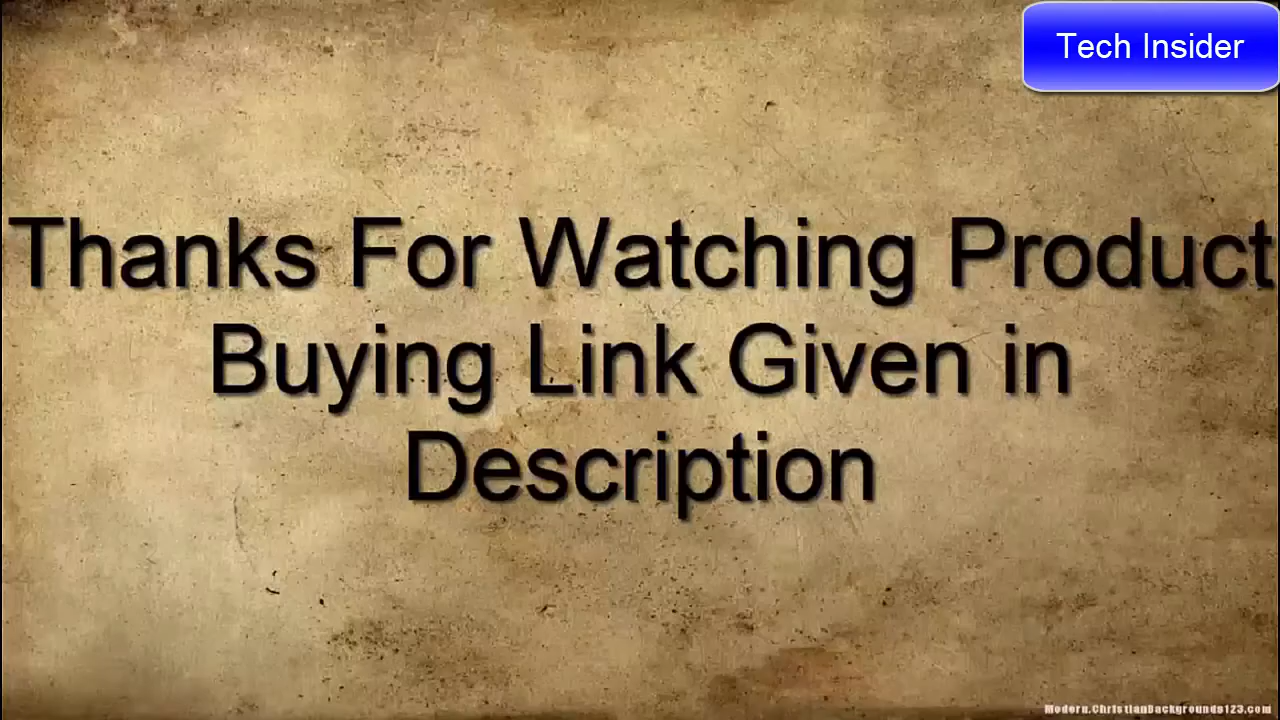 Tech Insider
Thanks For Watching Product
Buying Link Given in
Description
Modern.ChristianBackgrounds123.com